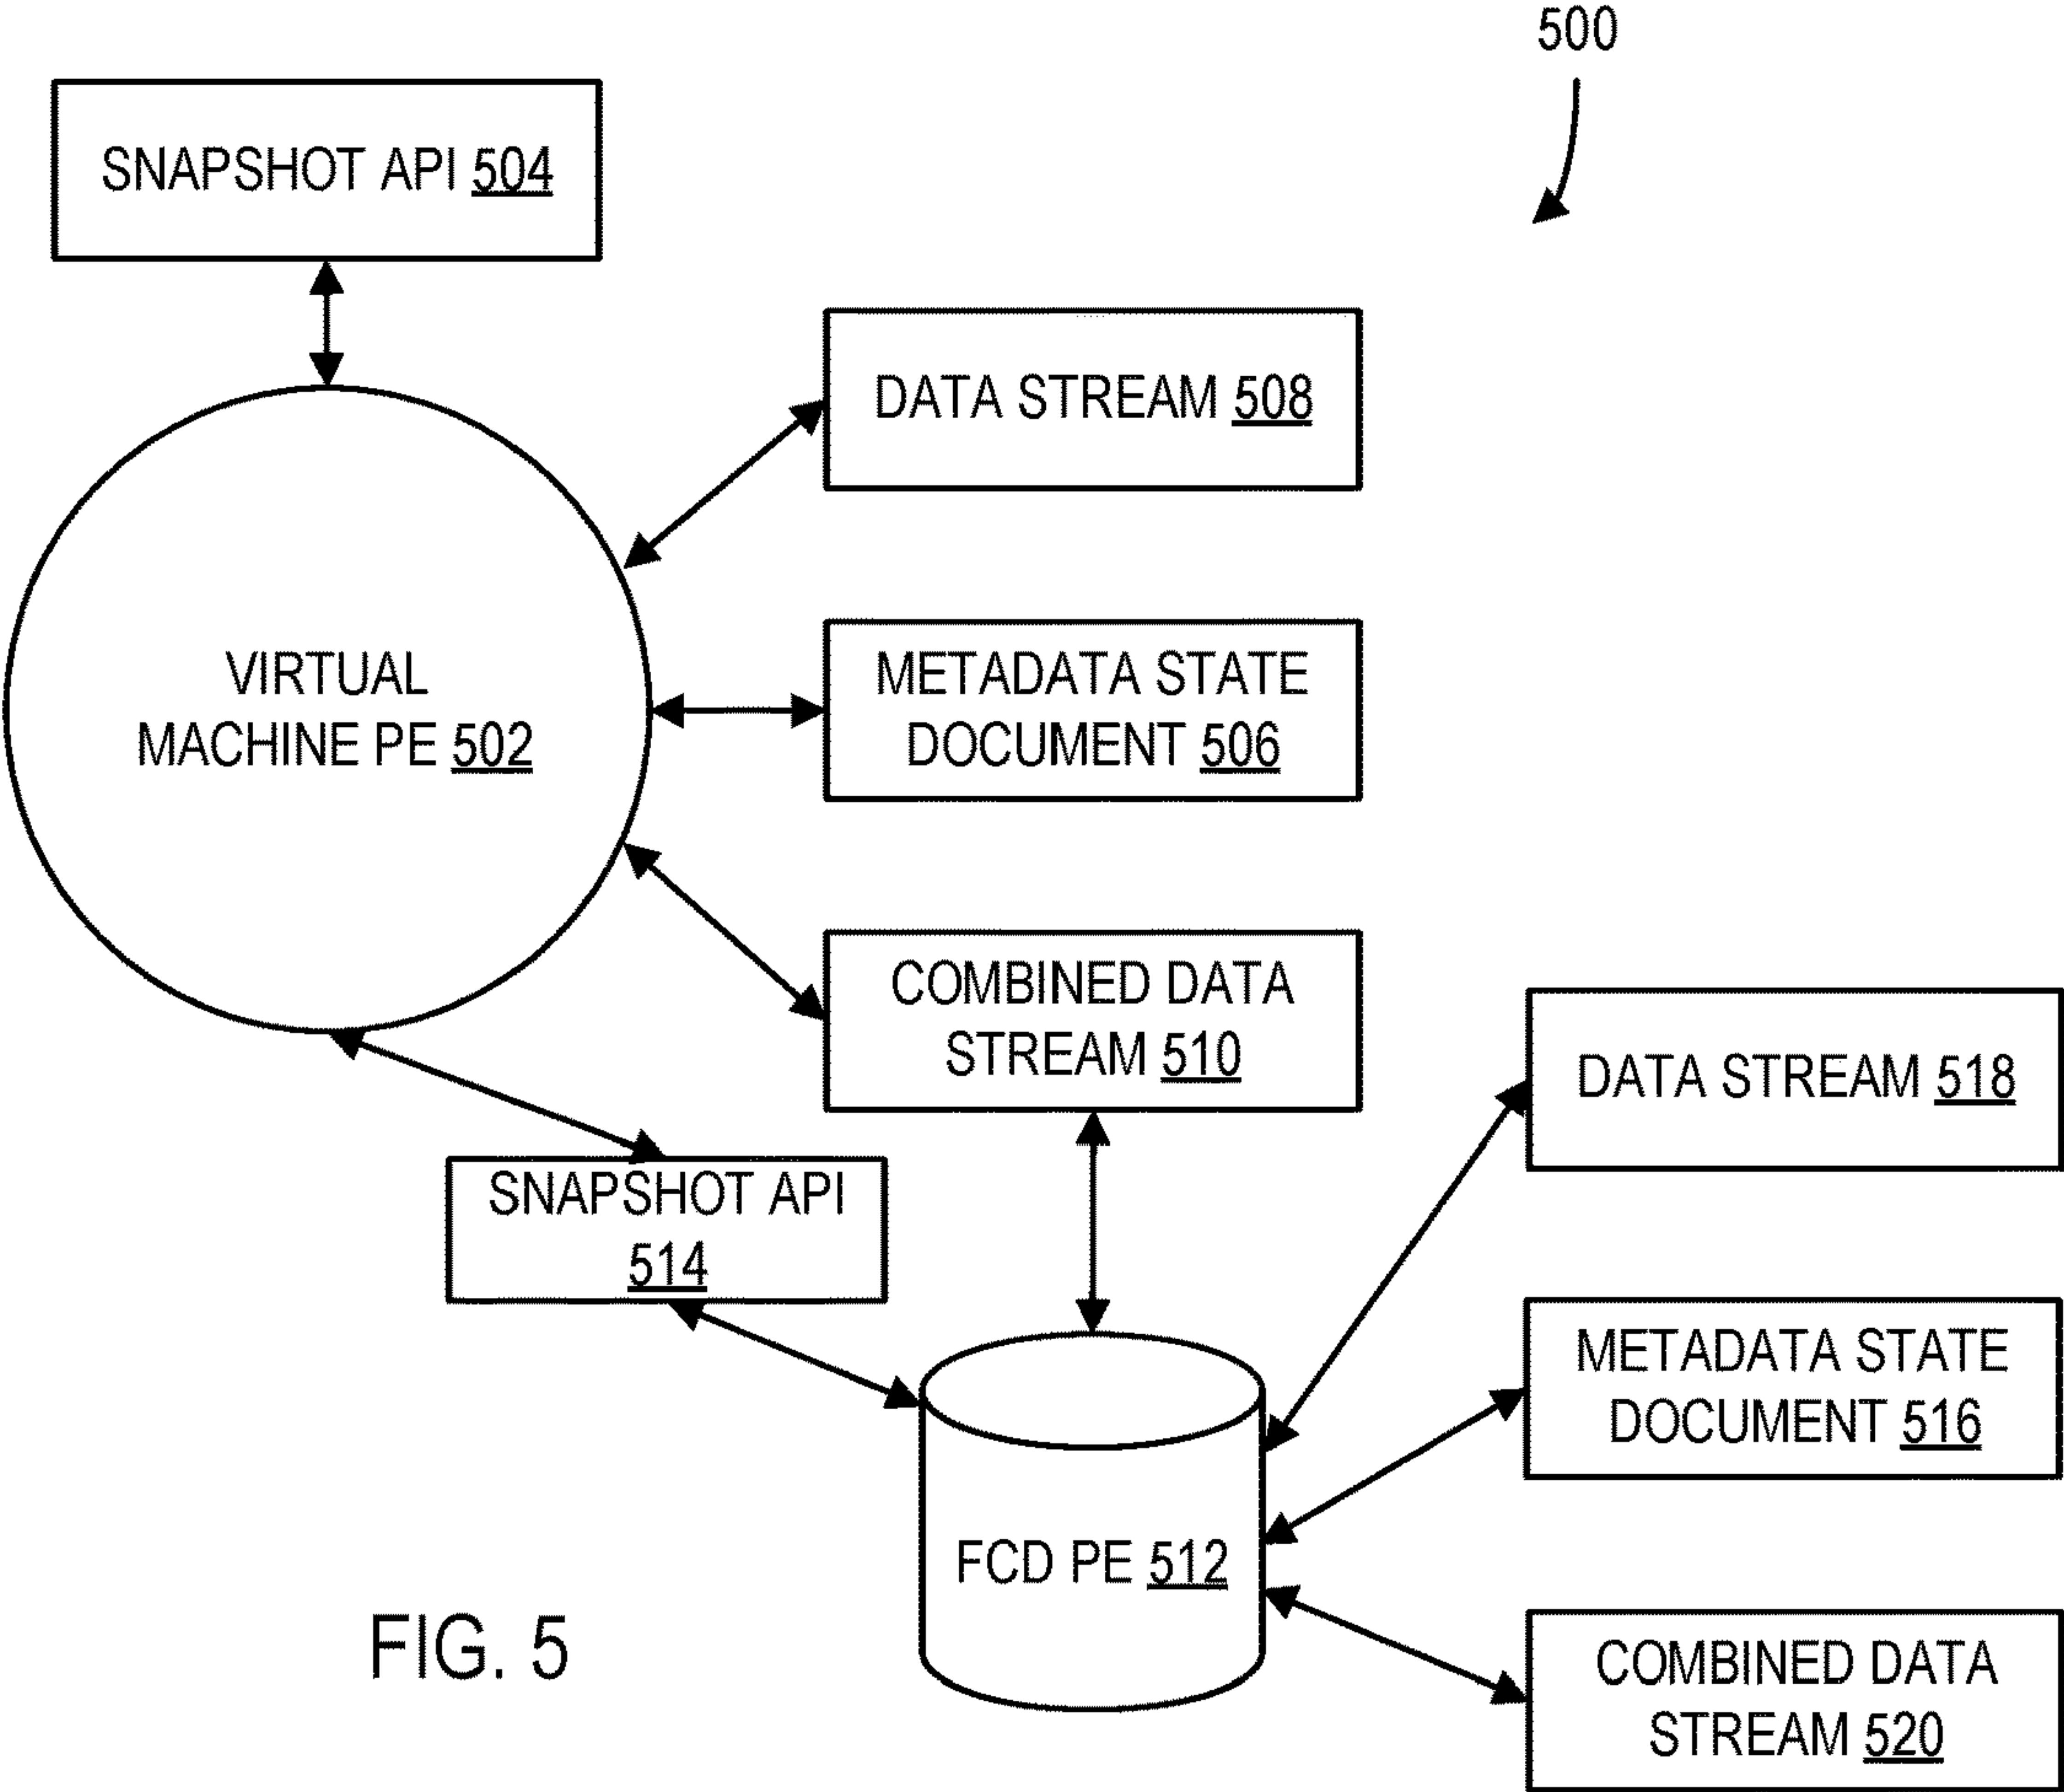 500
SNAPSHOT API 504
DATA STREAM 508
VIRTUAL
MACHINE PE 502
METADATA STATE
DOCUMENT 506
COMBINED DATA
STREAM 510
DATA STREAM 518
SNAPSHOT API
514
METADATA STATE
DOCUMENT 516
FCD PE 512
COMBINED DATA
STREAM 520
FIG. 5